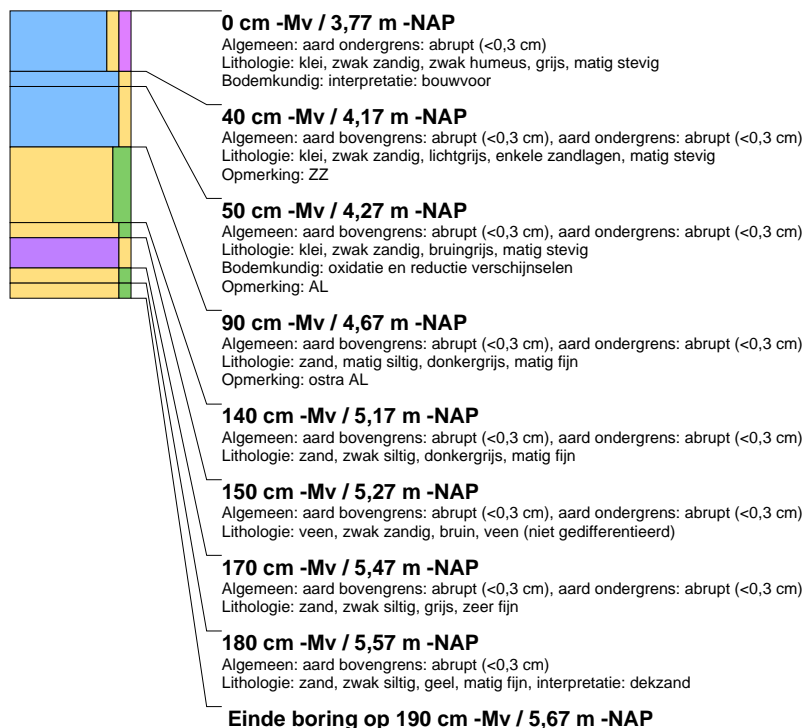 0 cm -Mv / 3,77 m -NAP
Algemeen: aard ondergrens: abrupt (<0,3 cm)
Lithologie: klei, zwak zandig, zwak humeus, grijs, matig stevig
Bodemkundig: interpretatie: bouwvoor
40 cm -Mv / 4,17 m -NAP
Algemeen: aard bovengrens: abrupt (<0,3 cm), aard ondergrens: abrupt (<0,3 cm)
Lithologie: klei, zwak zandig, lichtgrijs, enkele zandlagen, matig stevig
Opmerking: ZZ
50 cm -Mv / 4,27 m -NAP
Algemeen: aard bovengrens: abrupt (<0,3 cm), aard ondergrens: abrupt (<0,3 cm)
Lithologie: klei, zwak zandig, bruingrijs, matig stevig
Bodemkundig: oxidatie en reductie verschijnselen
Opmerking: AL
90 cm -Mv / 4,67 m -NAP
Algemeen: aard bovengrens: abrupt (<0,3 cm), aard ondergrens: abrupt (<0,3 cm)
Lithologie: zand, matig siltig, donkergrijs, matig fijn
Opmerking: ostra AL
140 cm -Mv / 5,17 m -NAP
Algemeen: aard bovengrens: abrupt (<0,3 cm), aard ondergrens: abrupt (<0,3 cm)
Lithologie: zand, zwak siltig, donkergrijs, matig fijn
150 cm -Mv / 5,27 m -NAP
Algemeen: aard bovengrens: abrupt (<0,3 cm), aard ondergrens: abrupt (<0,3 cm)
Lithologie: veen, zwak zandig, bruin, veen (niet gedifferentieerd)
170 cm -Mv / 5,47 m -NAP
Algemeen: aard bovengrens: abrupt (<0,3 cm), aard ondergrens: abrupt (<0,3 cm)
Lithologie: zand, zwak siltig, grijs, zeer fijn
180 cm -Mv / 5,57 m -NAP
Algemeen: aard bovengrens: abrupt (<0,3 cm)
Lithologie: zand, zwak siltig, geel, matig fijn, interpretatie: dekzand
Einde boring op 190 cm -Mv / 5,67 m -NAP